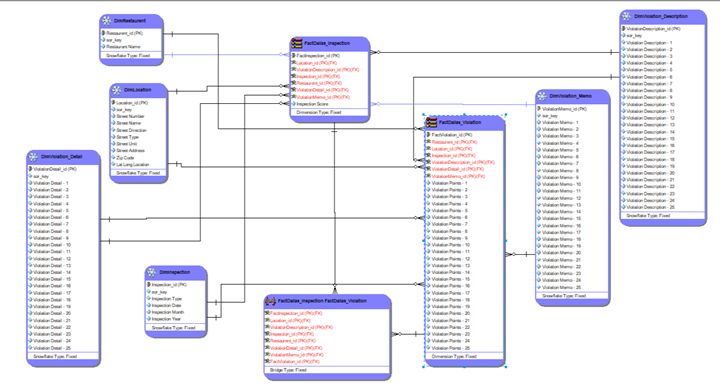 DimRestaurant
Restaurant_id (PK)
sor_key
Restaurant Name
Snowflake Type: Fixed
DimLocation
Location_id (PK)
sor_key
Street Number
Street Name
Street Direction
Street Type
Street Unit
Street Address
Zip Code
Lat Long Location
Snowflake Type: Fixed
DimViolation_Detail
ViolationDetail_id (PK)
sor_key
Violation Detail - 1
Violation Detail - 2
Violation Detail - 3
Violation Detail - 4
Violation Detail - 5
Violation Detail - 6
Violation Detail - 7
Violation Detail - 8
Violation Detail - 9
Violation Detail - 10
Violation Detail - 11
Violation Detail - 12
Violation Detail - 13
Violation Detail - 14
Violation Detail - 15
Violation Detail - 16
Violation Detail - 17
Violation Detail - 18
Violation Detail - 19
Violation Detail - 20
Violation Detail - 21
Violation Detail - 22
Violation Detail - 23
Violation Detail - 24
Violation Detail - 25
Snowflake Type: Fixed
DimInspection
Inspection_id (PK)
sor_key
Inspection Type
Inspection Date
Inspection Month
Inspection Year
Snowflake Type: Fixed
FactDallas_Inspection
FactInspection_id (PK)
Location_id (PK)(FK)
ViolationDescription_id (PK)(FK)
Inspection_id (PK)(FK)
Restaurant_id (PK)(FK)
ViolationDetail_id (PK)(FK)
ViolationMemo_id (PK)(FK)
Inspection Score
Dimension Type: Fixed
FactDallas_Inspection FactDallas_Violation
FactInspection_id (PK)(FK)
Location_id (PK)(FK)
ViolationDescription_id (PK)(FK)
Inspection_id (PK)(FK)
Restaurant_id (PK)(FK)
ViolationDetail_id (PK)(FK)
ViolationMemo_id (PK)(FK)
FactViolation_id (PK)(FK)
Bridge Type: Fixed
FactDallas_Violation
FactViolation_id (PK)
Restaurant_id (PK)(FK)
Location_id (PK)(FK)
Inspection_id (PK)(FK)
ViolationDescription_id (PK)(FK)
ViolationDetail_id (PK)(FK)
ViolationMemo_id (PK)(FK)
Violation Points - 1
Violation Points - 2
Violation Points - 3
Violation Points - 4
Violation Points - 5
Violation Points - 6
Violation Points - 7
Violation Points - 8
Violation Points - 9
Violation Points - 10
Violation Points - 11
Violation Points - 12
Violation Points - 13
Violation Points - 14
Violation Points - 15
Violation Points - 16
Violation Points - 17
Violation Points - 18
Violation Points - 19
Violation Points - 20
Violation Points - 21
Violation Points - 22
Violation Points - 23
Violation Points - 24
Violation Points - 25
Dimension Type: Fixed
DimViolation_Memo
ViolationMemo_id (PK)
sor_key
Violation Memo - 1
Violation Memo - 2
Violation Memo - 3
Violation Memo - 4
Violation Memo - 5
Violation Memo - 6
Violation Memo - 7
Violation Memo - 8
Violation Memo - 9
Violation Memo - 10
Violation Memo - 11
Violation Memo - 12
Violation Memo - 13
Violation Memo - 14
Violation Memo - 15
Violation Memo - 16
Violation Memo - 17
Violation Memo - 18
Violation Memo - 19
Violation Memo - 20
Violation Memo - 21
Violation Memo - 22
Violation Memo - 23
Violation Memo - 24
Violation Memo - 25
Snowflake Type: Fixed
DimViolation_Description
ViolationDescription_id (PK)
sor_key
Violation Description - 1
Violation Description - 2
Violation Description - 3
Violation Description - 4
Violation Description - 5
Violation Description - 6
Violation Description - 7
Violation Description - 8
Violation Description - 9
Violation Description - 10
Violation Description - 11
Violation Description - 12
Violation Description - 13
Violation Description - 14
Violation Description - 15
Violation Description - 16
Violation Description - 17
Violation Description - 18
Violation Description - 19
Violation Description - 20
Violation Description - 21
Violation Description - 22
Violation Description - 23
Violation Description - 24
Violation Description - 25
Snowflake Type: Fixed